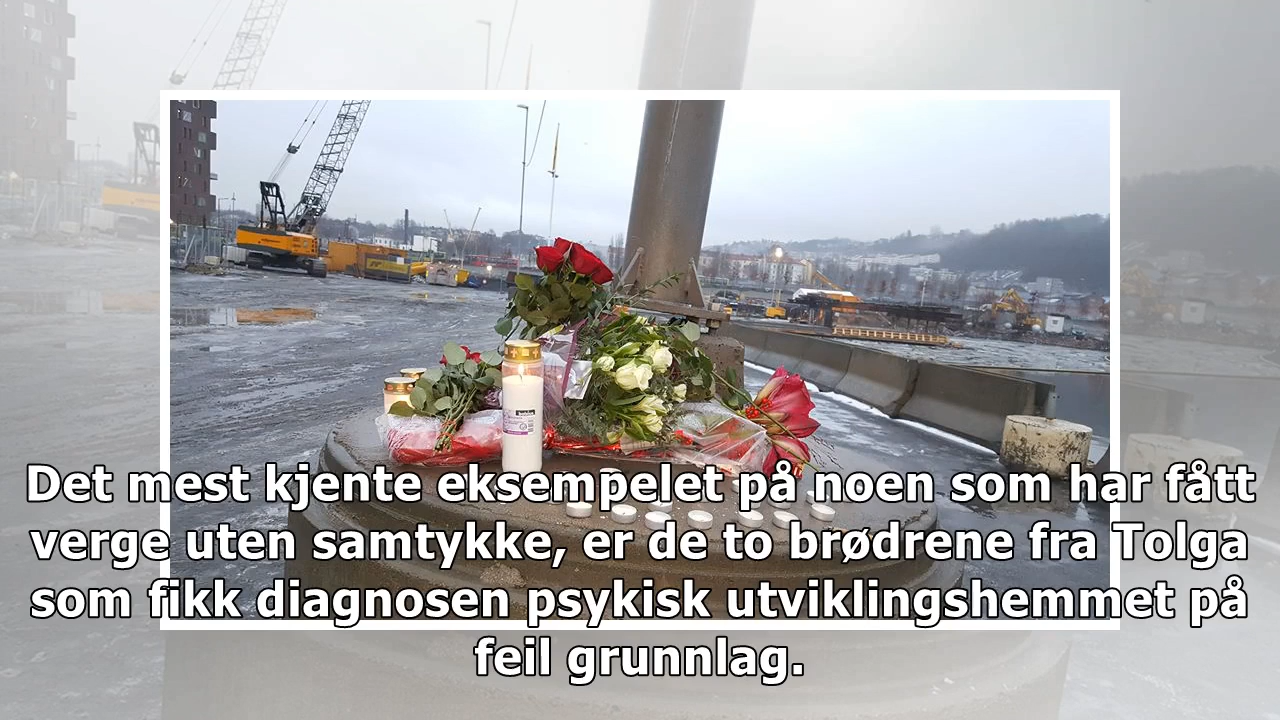 Det mest kjente eksempelet på noen som har fått
verge uten samtykke, er de to brødrene fra Tolga
som fikk diagnosen psykisk utviklingshemmet på
feil grunnlag.